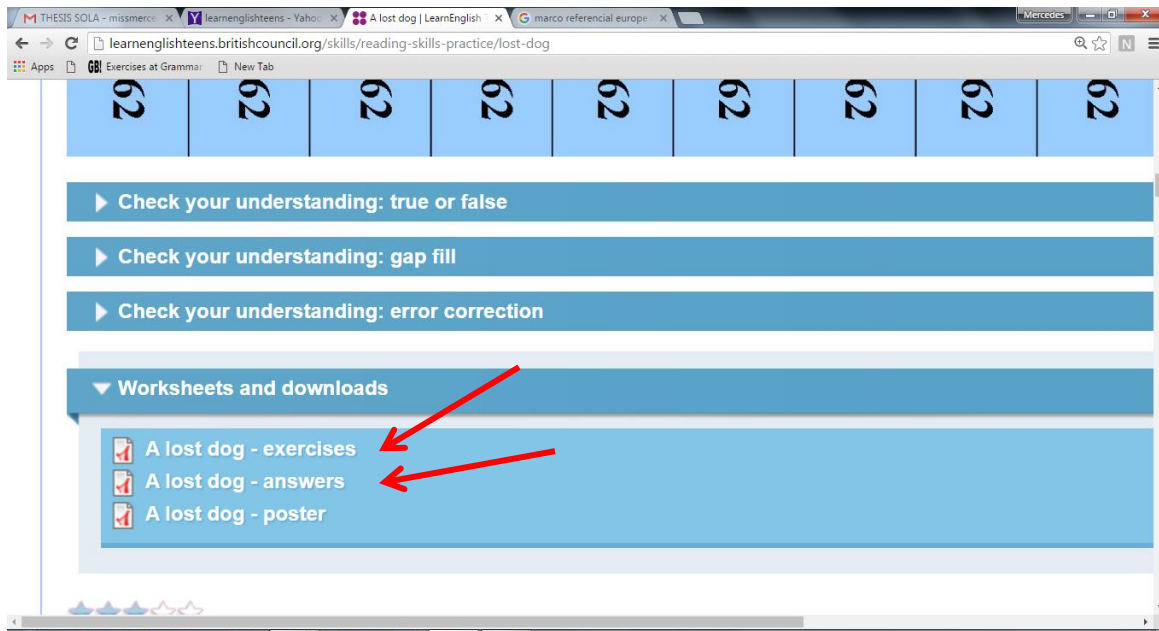 THESIS SOLA - missmerce
learnenglishteens - Yahoo
A lost dog | LearnEnglish
G marco referencial europe
Mercedes
learnenglishteens.britishcouncil.org/skills/reading-skills-practice/lost-dog
N
Apps
GB! Exercises at Grammar
New Tab
62 62 62 62 62 62 62 62 62
Check your understanding: true or false
Check your understanding: gap fill
Check your understanding: error correction
Worksheets and downloads
A lost dog - exercises
A lost dog - answers
A lost dog - poster